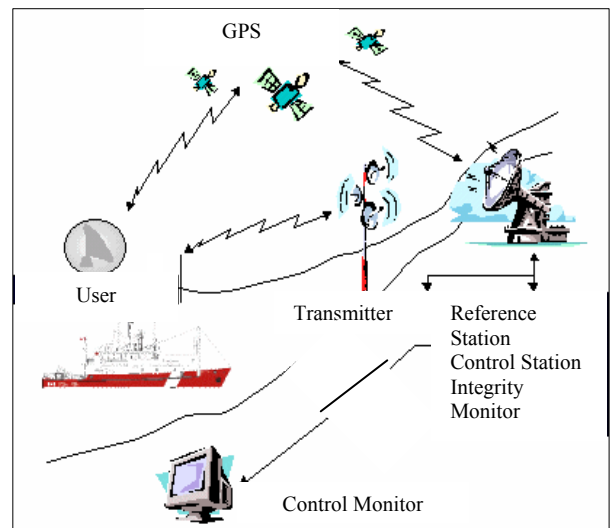 GPS
User
Transmitter
Reference
Station
Control Station
Integrity
Monitor
Control Monitor